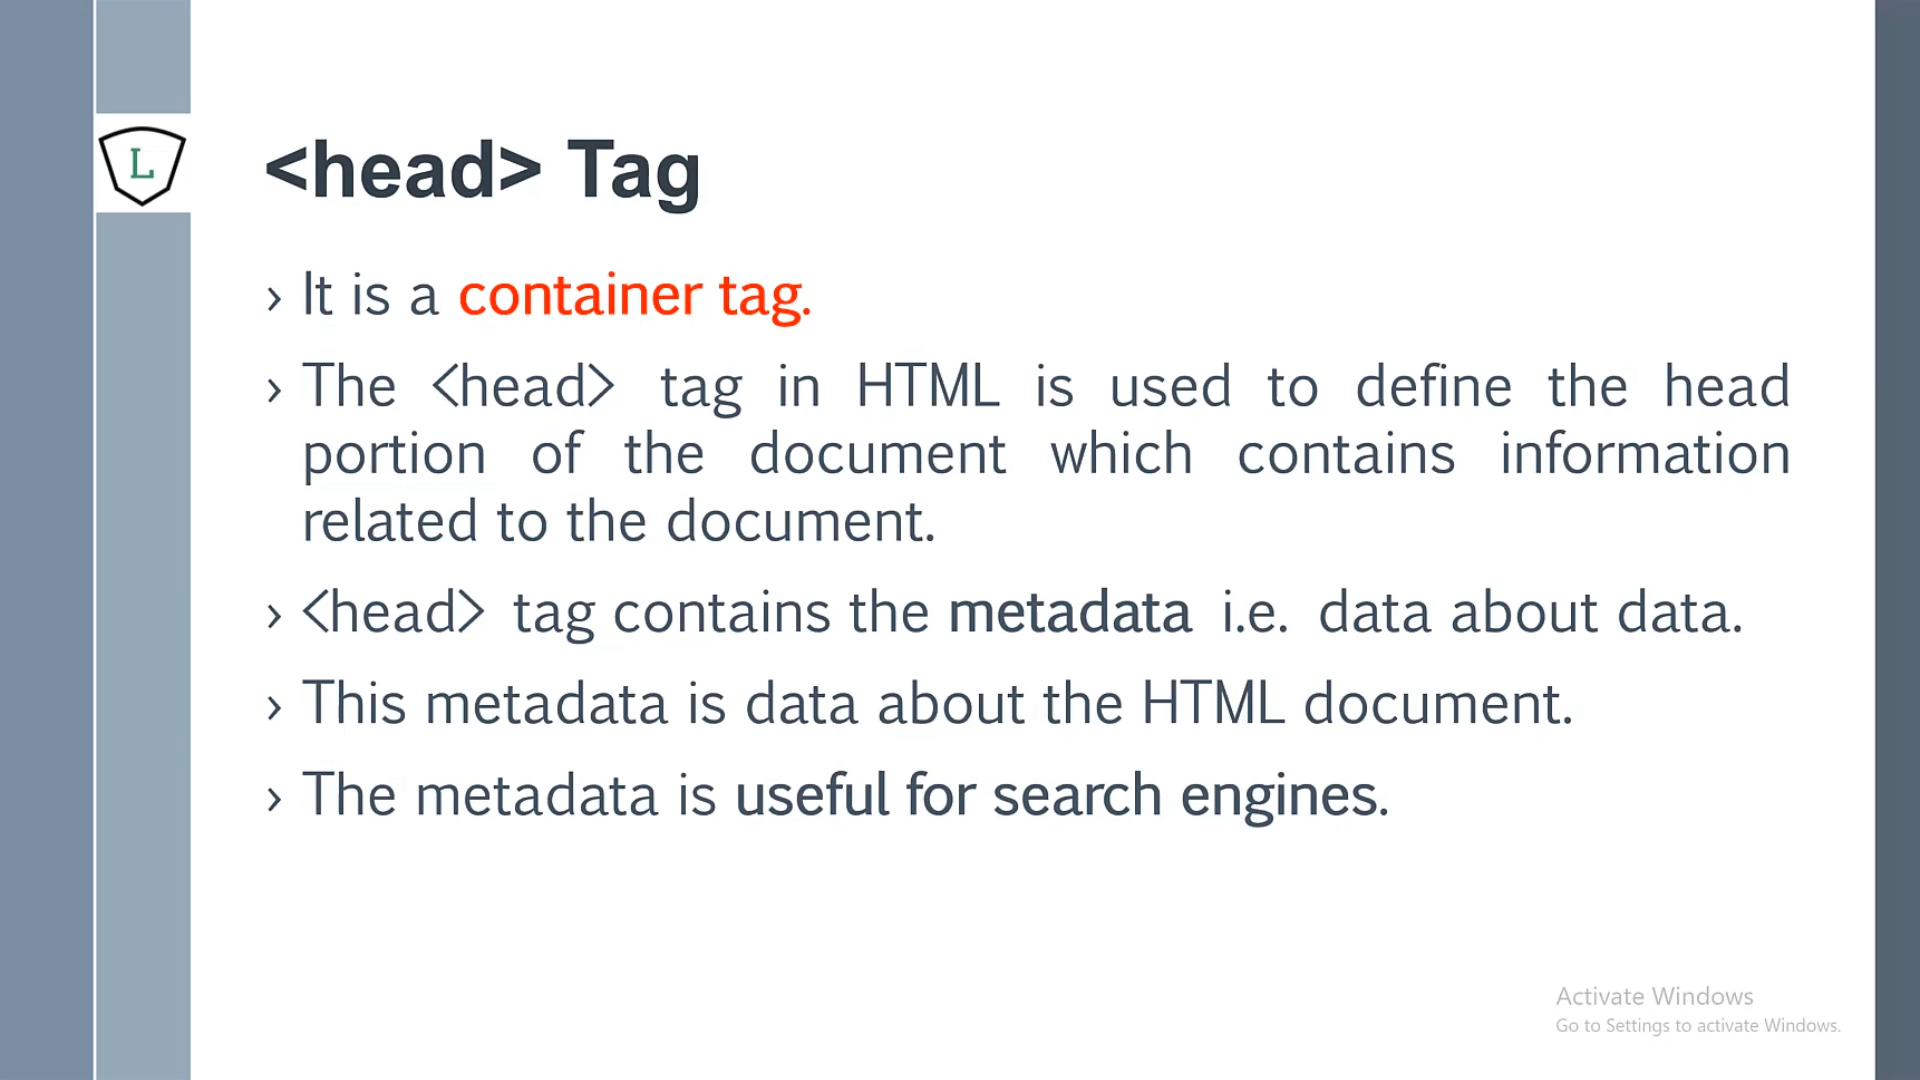 L
<head> Tag
› It is a container tag.
› The <head> tag in HTML is used to define the head
portion of the document which contains information
related to the document.
› <head> tag contains the metadata i.e. data about data.
› This metadata is data about the HTML document.
› The metadata is useful for search engines.
Activate Windows
Go to Settings to activate Windows.